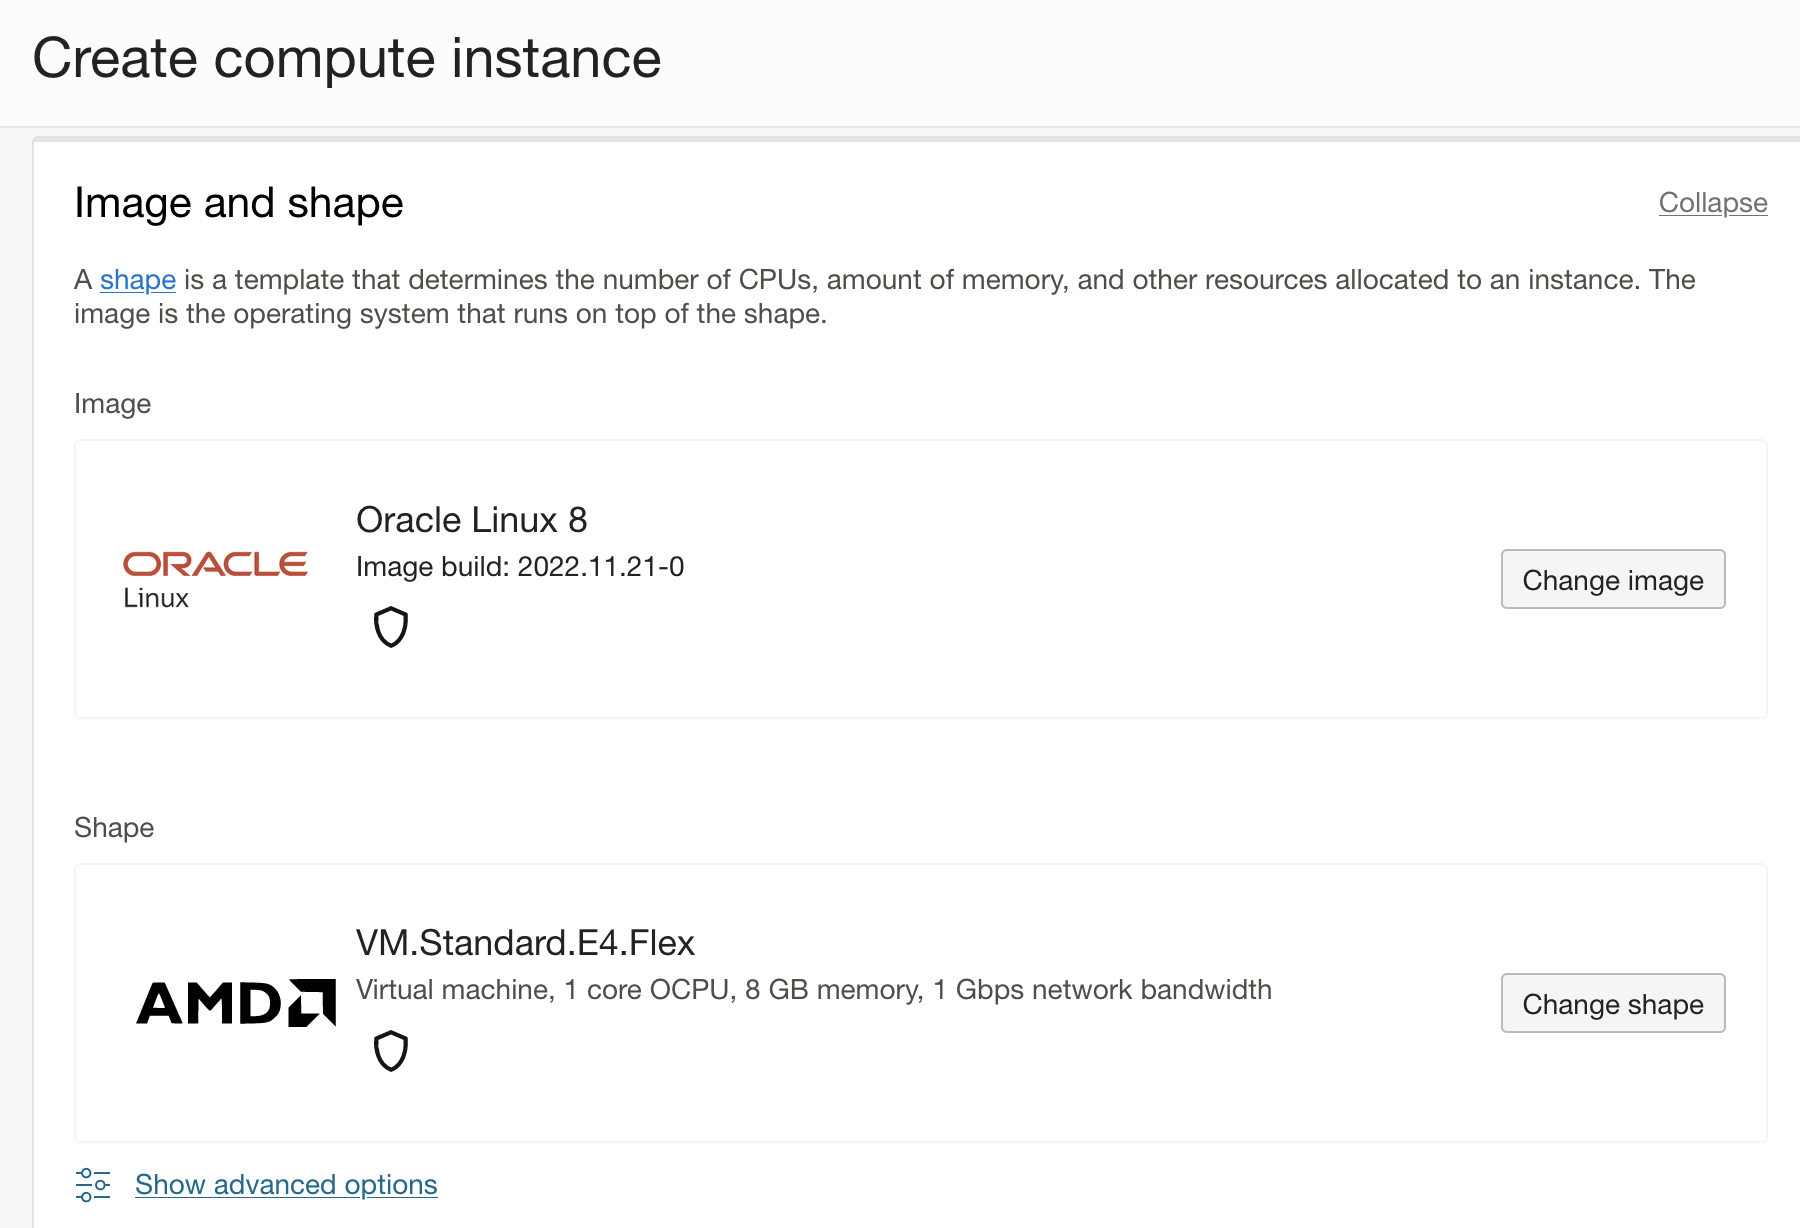 Create compute instance
Image and shape
Collapse
A shape is a template that determines the number of CPUs, amount of memory, and other resources allocated to an instance. The
image is the operating system that runs on top of the shape.
Image
ORACLE
Linux
Oracle Linux 8
Image build: 2022.11.21-0
Change image
Shape
AMD
VM.Standard.E4.Flex
Virtual machine, 1 core OCPU, 8 GB memory, 1 Gbps network bandwidth
Change shape
Show advanced options